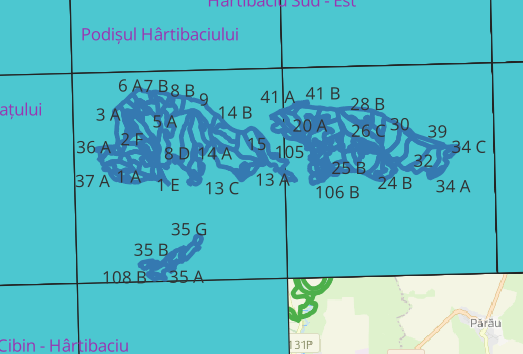 Hârtibaciu Sud - Est
Podișul Hârtibaciului
6 A 7 B 8 B 9
41 A 41 B 28 B
ațului
3 A 5 A 14 B 20 A 26 C 30 39
36 A 2 F 8 D 14 A 15 105 32 34 C
37 A 1 A 1 E 13 C 13 A 25 B 24 B 34 A
106 B
35 G
35 B
108 B 35 A
Părău
131P
Cibin - Hârtibaciu